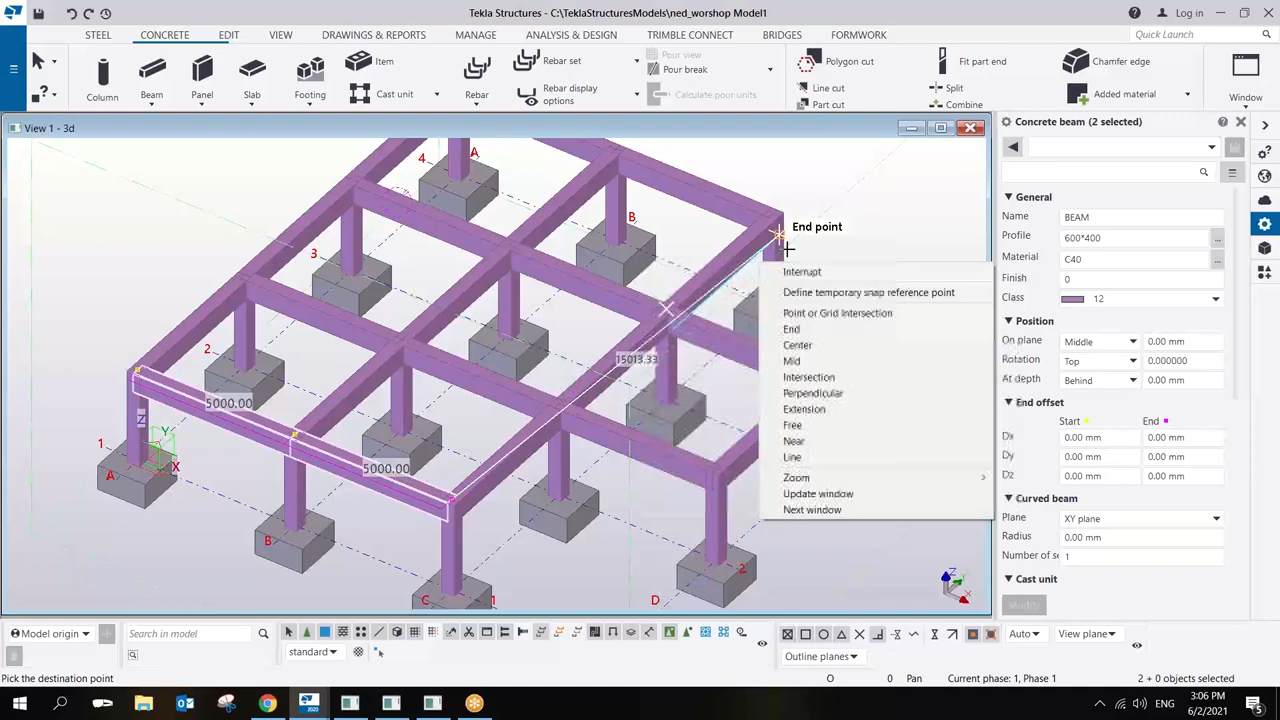 Tekla Structures - C:\TeklaStructuresModels\ned_workshop Model1
Log in
STEEL CONCRETE EDIT VIEW DRAWINGS & REPORTS MANAGE ANALYSIS & DESIGN TRIMBLE CONNECT BRIDGES FORMWORK
Quick Launch
Column
Beam
Panel
Slab
Footing
Item
Cast unit
Rebar
Rebar set
Rebar display options
Pour view
Pour break
Calculate pour units
Polygon cut
Line cut
Part cut
Fit part end
Split
Combine
Chamfer edge
Added material
Window
View 1 - 3d
4
A
B
3
2
1
A
B
C
1
D
2
Z
Y
X
5000.00
5000.00
15013.33
End point
Interrupt
Define temporary snap reference point
Point or Grid Intersection
End
Center
Mid
Intersection
Perpendicular
Extension
Free
Near
Line
Zoom
Update window
Next window
Z
X
Concrete beam (2 selected)
General
Name BEAM
Profile 600*400
Material C40
Finish 0
Class 12
Position
On plane Middle 0.00 mm
Rotation Top 0.000000
At depth Behind 0.00 mm
End offset
Start End
Dx 0.00 mm 0.00 mm
Dy 0.00 mm 0.00 mm
Dz 0.00 mm 0.00 mm
Curved beam
Plane XY plane
Radius 0.00 mm
Number of se 1
Cast unit
Modify
Model origin
Search in model
standard
Auto
View plane
Outline planes
Pick the destination point
O 0 Pan Current phase: 1, Phase 1 2 + 0 objects selected
2020
ENG
3:06 PM
6/2/2021
5